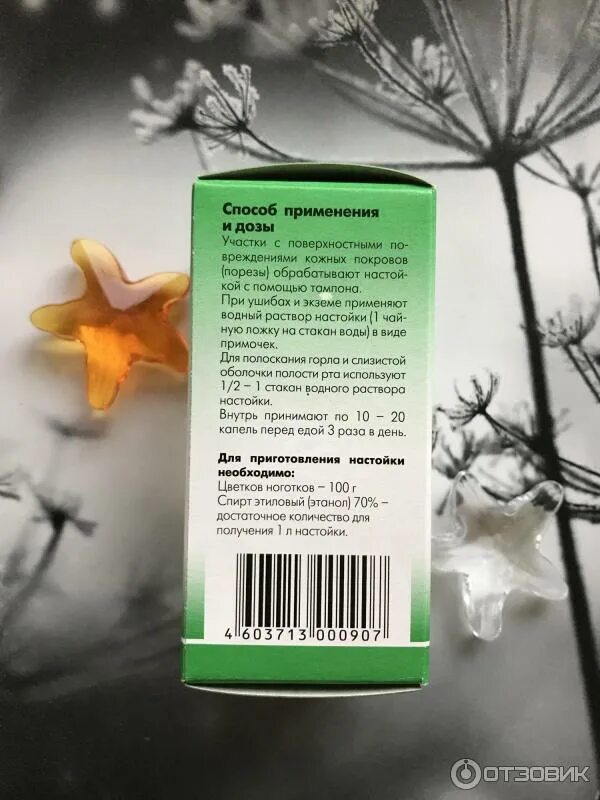 Способ применения
и дозы
Участки с поверхностными по-
вреждениями кожных покровов
(порезы) обрабатывают настой-
кой с помощью тампона.
При ушибах и экземе применяют
водный раствор настойки (1 чай-
ную ложку на стакан воды) в виде
примочек.
Для полоскания горла и слизистой
оболочки полости рта используют
1/2 – 1 стакан водного раствора
настойки.
Внутрь принимают по 10 – 20
капель перед едой 3 раза в день.
Для приготовления настойки
необходимо:
Цветков ноготков – 100 г
Спирт этиловый (этанол) 70% –
достаточное количество для
получения 1 л настойки.
4 603713 000907
ОТЗОВИК